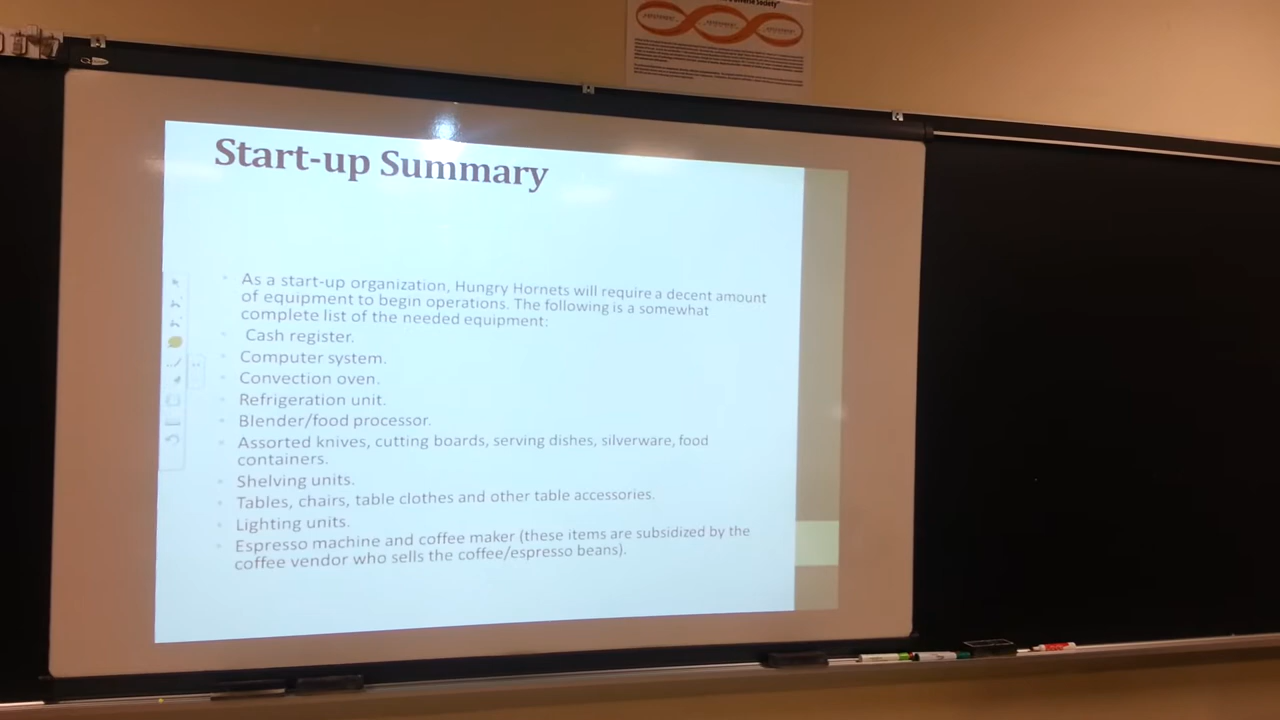 Start-up Summary
As a start-up organization, Hungry Hornets will require a decent amount
of equipment to begin operations. The following is a somewhat
complete list of the needed equipment:
Cash register.
Computer system.
Convection oven.
Refrigeration unit.
Blender/food processor.
Assorted knives, cutting boards, serving dishes, silverware, food
containers.
Shelving units.
Tables, chairs, table clothes and other table accessories.
Lighting units.
Espresso machine and coffee maker (these items are subsidized by the
coffee vendor who sells the coffee/espresso beans).